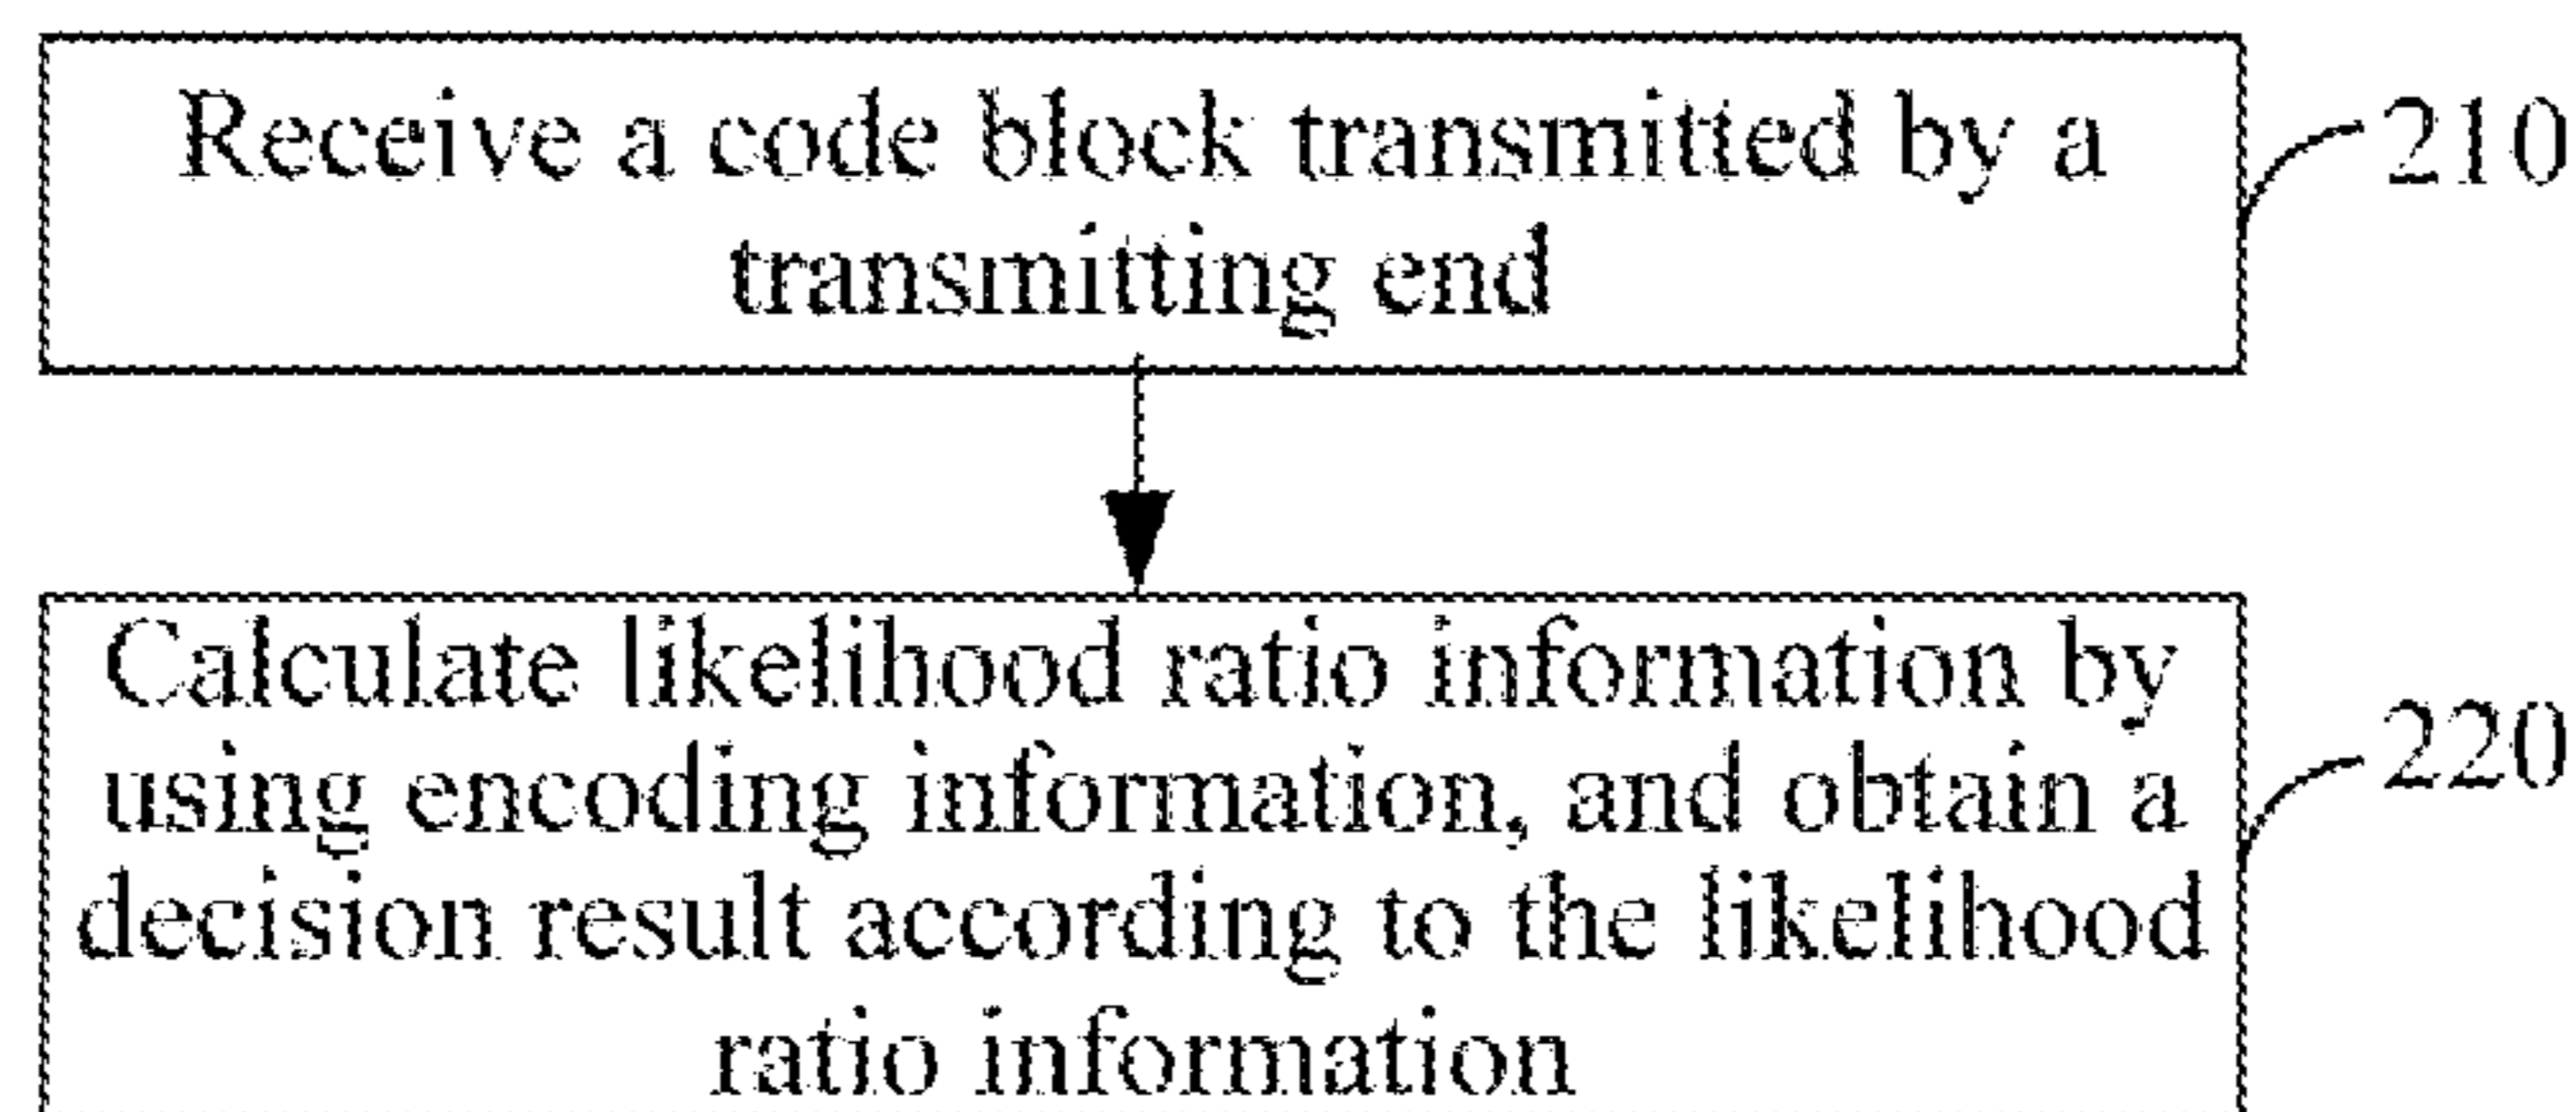 Receive a code block transmitted by a
transmitting end
210
Calculate likelihood ratio information by
using encoding information, and obtain a
decision result according to the likelihood
ratio information
220